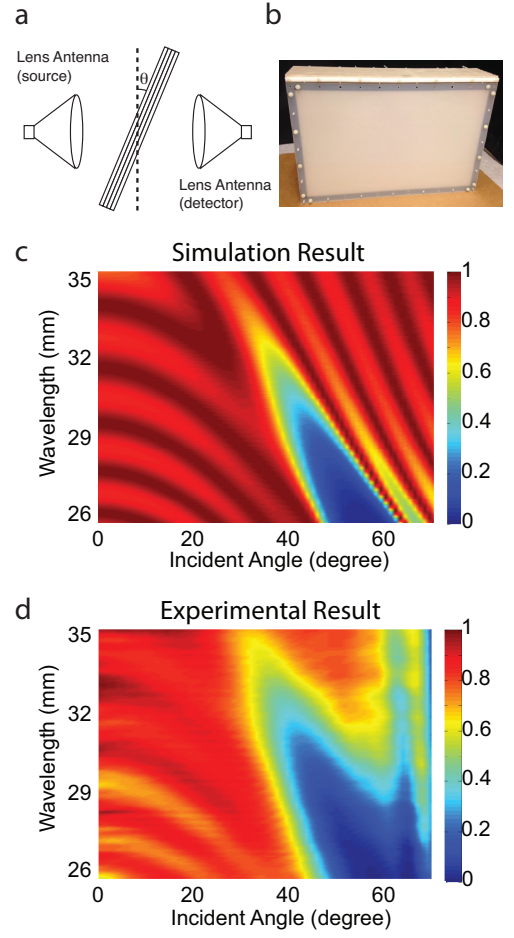 a
Lens Antenna
(source)
θ
Lens Antenna
(detector)
b
c
Simulation Result
35
32
29
26
Wavelength (mm)
0
20
40
60
Incident Angle (degree)
1
0.8
0.6
0.4
0.2
0
d
Experimental Result
35
32
29
26
Wavelength (mm)
0
20
40
60
Incident Angle (degree)
1
0.8
0.6
0.4
0.2
0